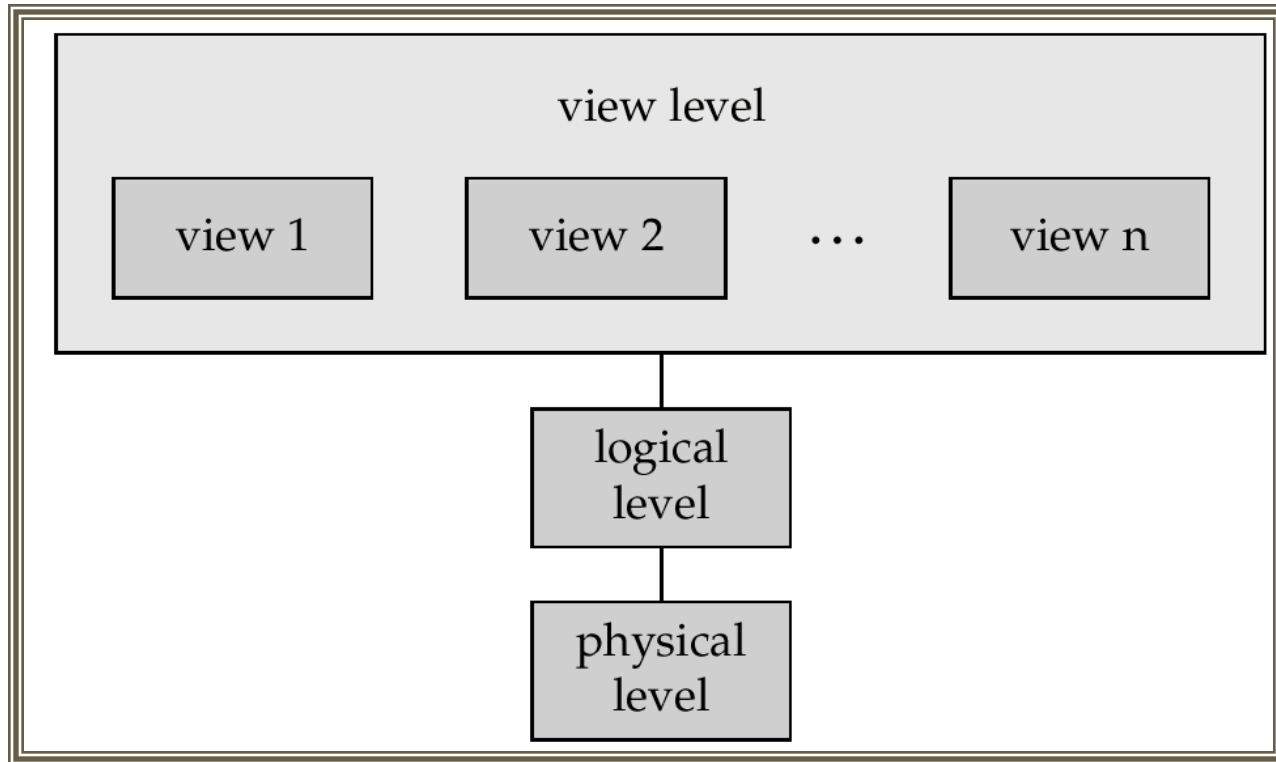 view level
view 1 view 2 ... view n
logical
level
physical
level